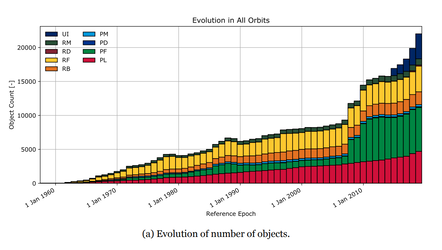 Evolution in All Orbits
UI PM
RM PD
RD PF
RF PL
RB
Object Count [-]
20000
15000
10000
5000
0
1 Jan 1960
1 Jan 1970
1 Jan 1980
1 Jan 1990
1 Jan 2000
1 Jan 2010
Reference Epoch
(a) Evolution of number of objects.